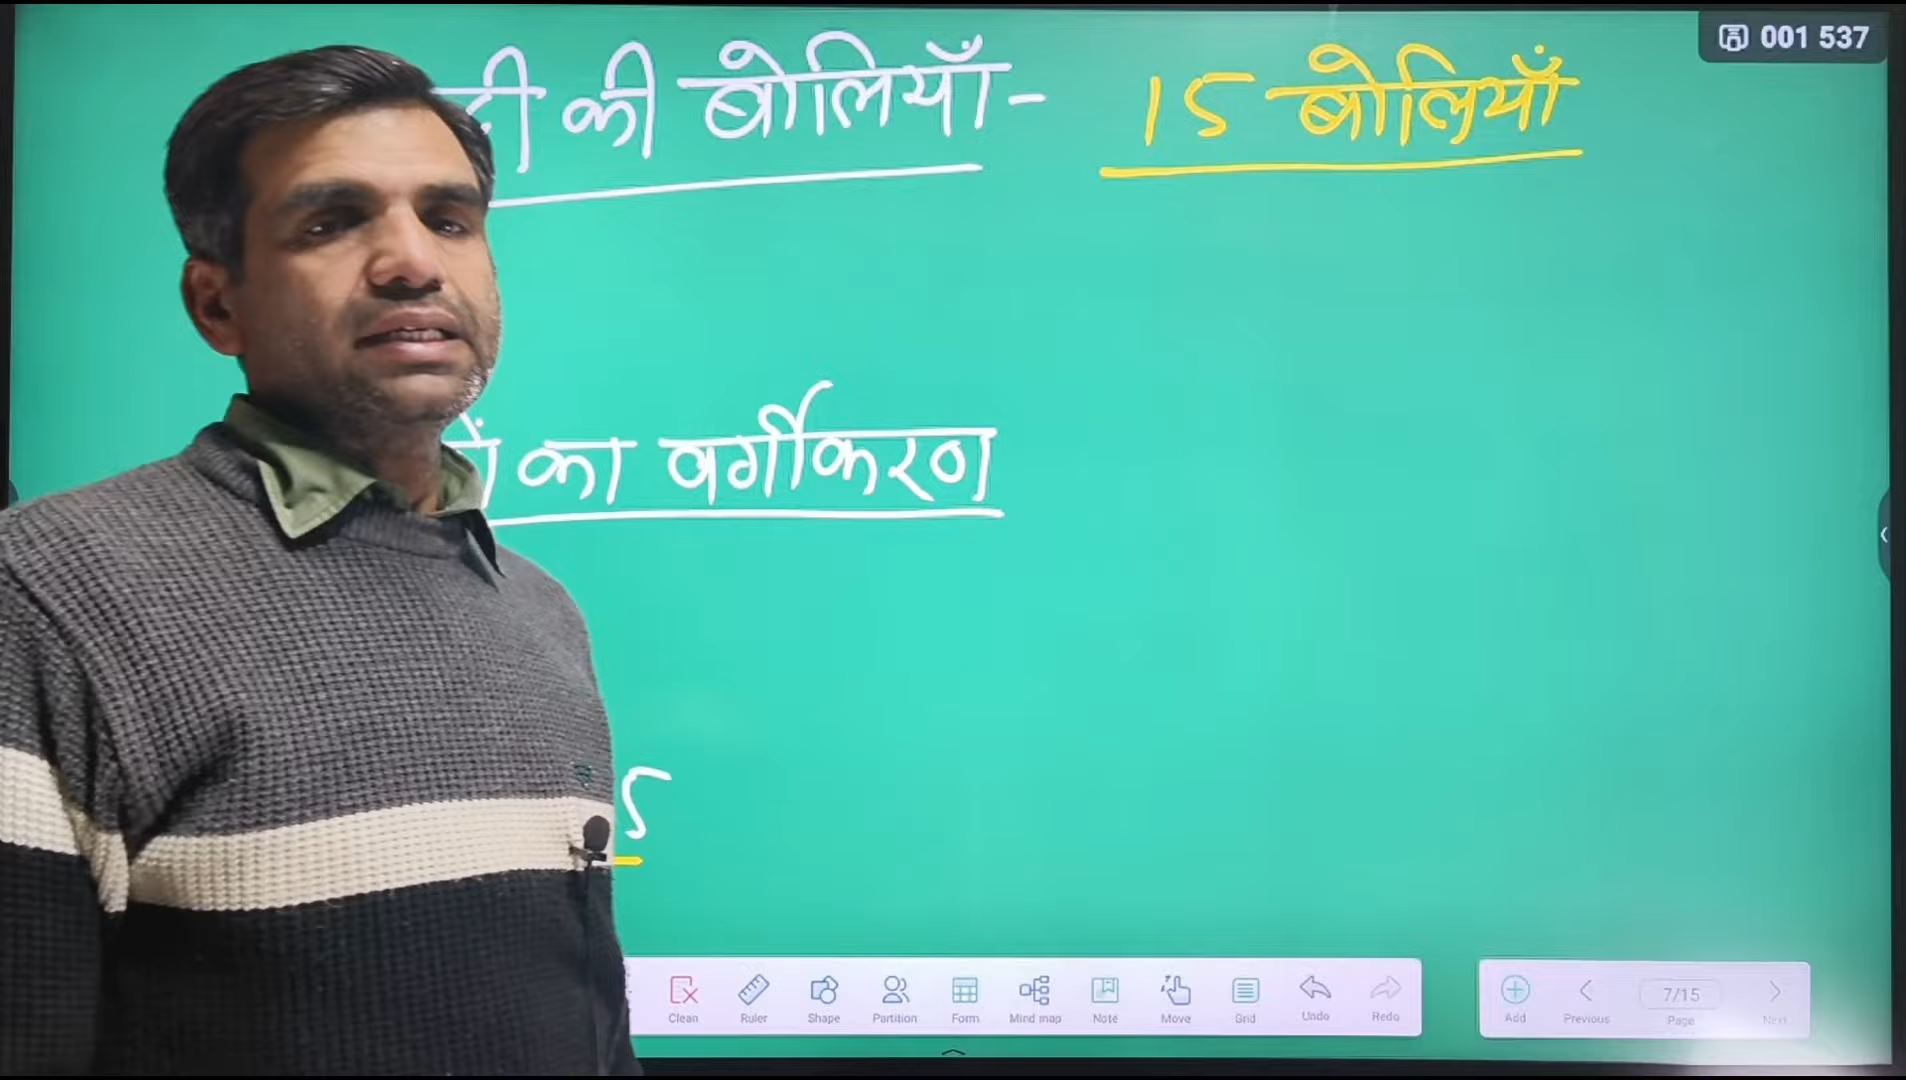 001 537
की बोलियाँ - 15 बोलियाँ
का वर्गीकरण
5
Clean Ruler Shape Partition Form Mind map Note Move Grid Undo Redo
Add Previous 7/15 Page Next